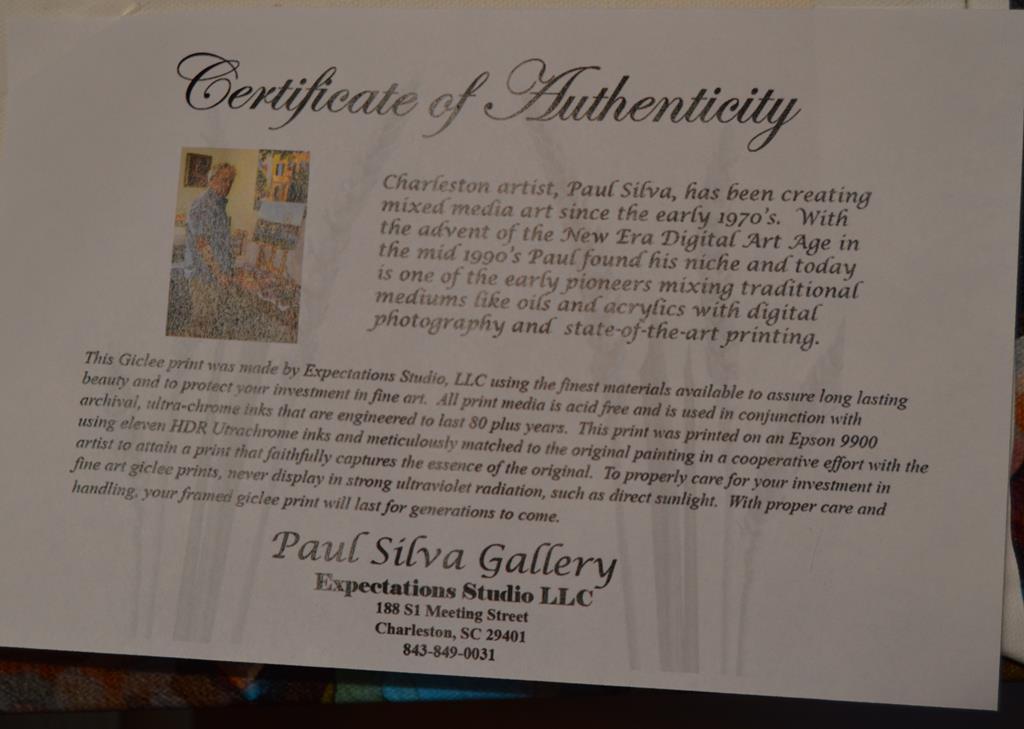 Certificate of Authenticity
Charleston artist, Paul Silva, has been creating
mixed media art since the early 1970's. With
the advent of the New Era Digital Art Age in
the mid 1990's Paul found his niche and today
is one of the early pioneers mixing traditional
mediums like oils and acrylics with digital
photography and state-of-the-art printing.
This Giclee print was made by Expectations Studio, LLC using the finest materials available to assure long lasting
beauty and to protect your investment in fine art. All print media is acid free and is used in conjunction with
archival, ultra-chrome inks that are engineered to last 80 plus years. This print was printed on an Epson 9900
using eleven HDR Utrachrome inks and meticulously matched to the original painting in a cooperative effort with the
artist to attain a print that faithfully captures the essence of the original. To properly care for your investment in
fine art giclee prints, never display in strong ultraviolet radiation, such as direct sunlight. With proper care and
handling, your framed giclee print will last for generations to come.
Paul Silva Gallery
Expectations Studio LLC
188 S1 Meeting Street
Charleston, SC 29401
843-849-0031